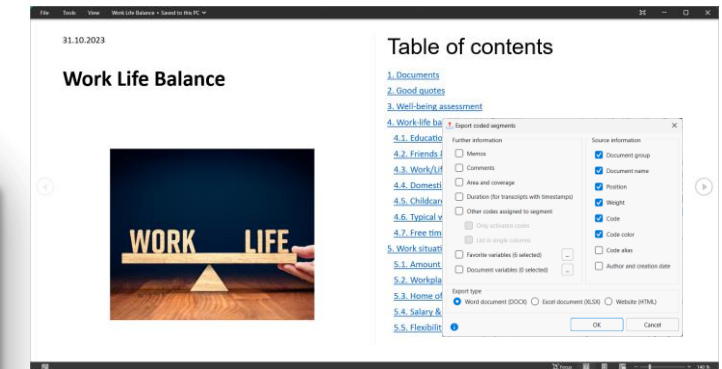 File Tools View Work Life Balance • Saved to this PC
31.10.2023
Work Life Balance
WORK LIFE
Table of contents
1. Documents
2. Good quotes
3. Well-being assessment
4. Work-life ba
4.1. Educatio
4.2. Friends &
4.3. Work/Lif
4.4. Domesti
4.5. Childcar
4.6. Typical w
4.7. Free tim
5. Work situati
5.1. Amount
5.2. Workpla
5.3. Home of
5.4. Salary &
5.5. Flexibilit
Export coded segments
Further information
Memos
Comments
Area and coverage
Duration (for transcripts with timestamps)
Other codes assigned to segment
Only activated codes
List in single columns
Favorite variables (6 selected) ...
Document variables (0 selected) ...
Source information
Document group
Document name
Position
Weight
Code
Code color
Code alias
Author and creation date
Export type
Word document (DOCX) Excel document (XLSX) Website (HTML)
OK Cancel
Focus 140 %